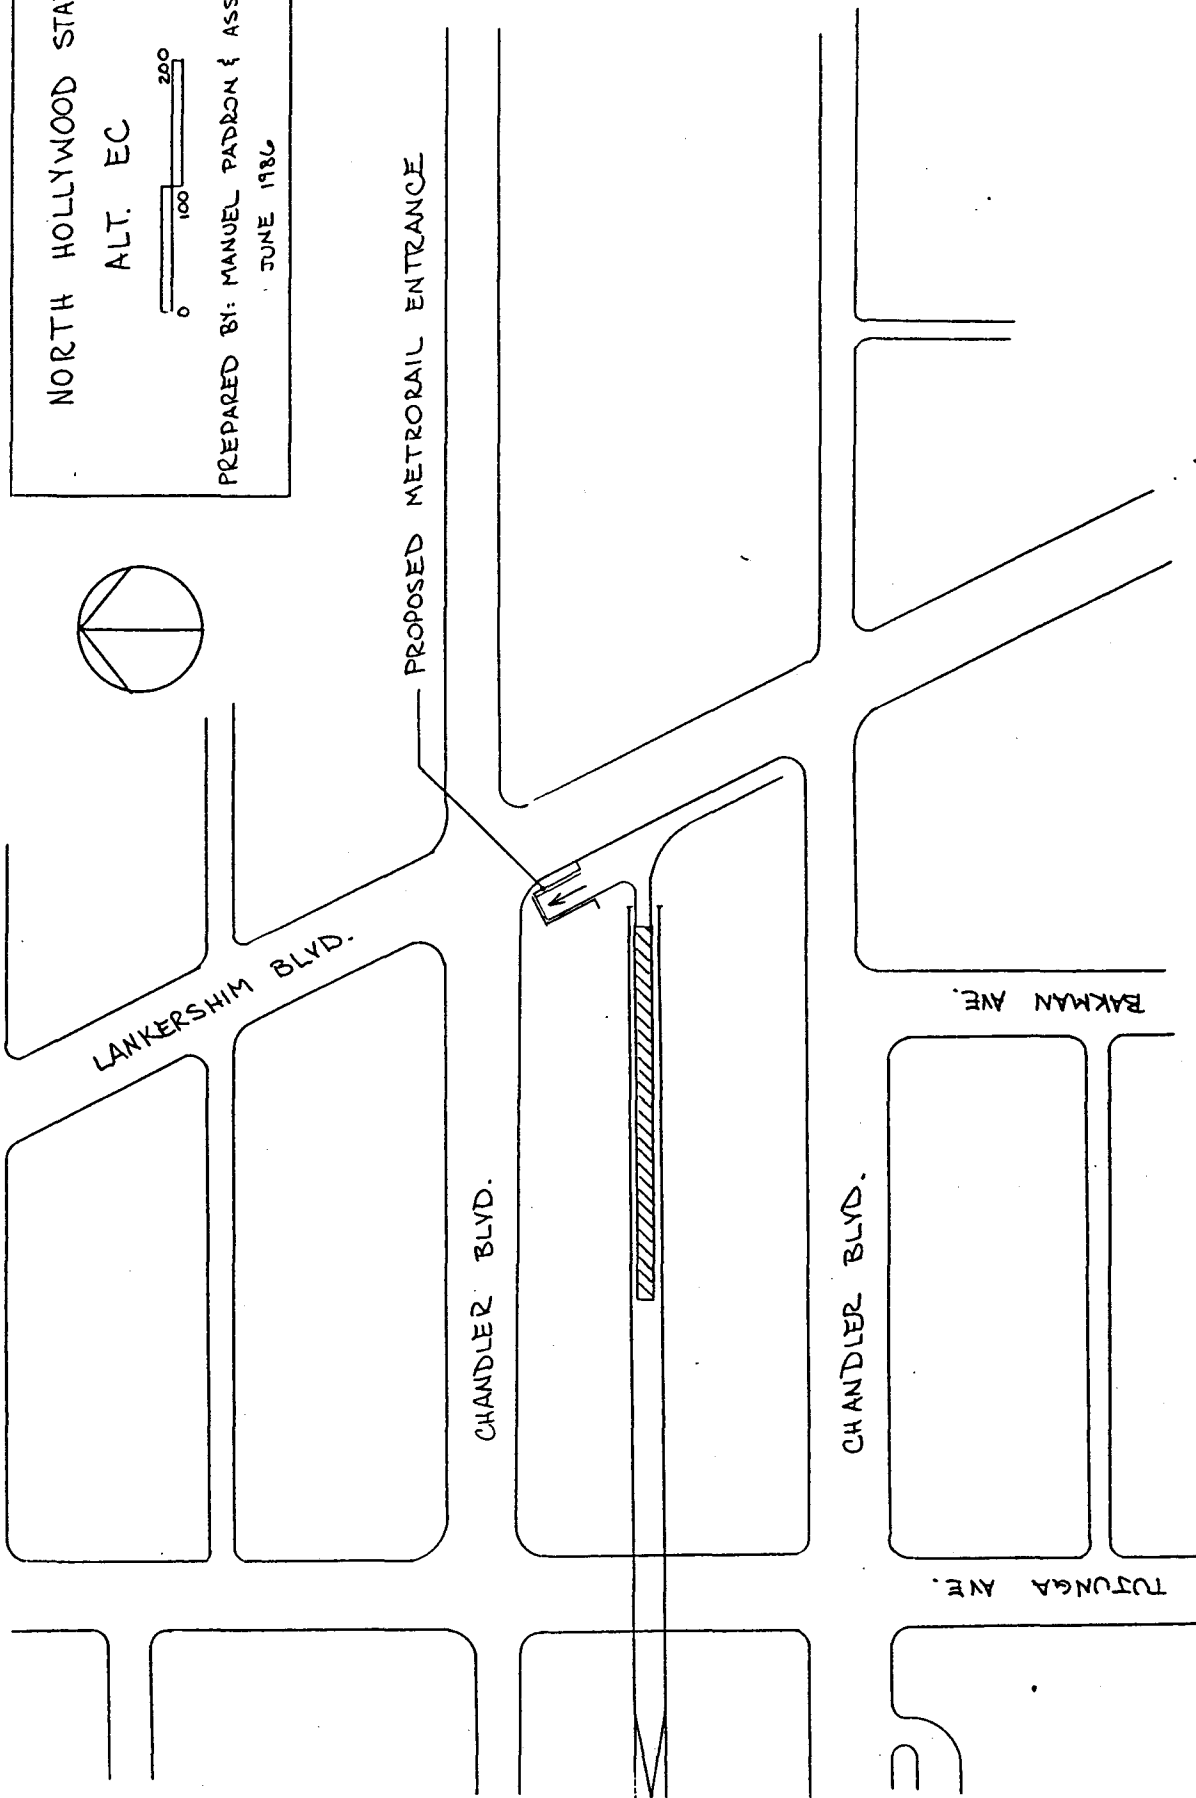 NORTH HOLLYWOOD STA
ALT. EC
0 100 200
PREPARED BY: MANUEL PADRON & ASS
JUNE 1986
PROPOSED METRORAIL ENTRANCE
LANKERSHIM BLVD.
CHANDLER BLVD.
CHANDLER BLVD.
BAKMAN AVE.
TUJUNGA AVE.